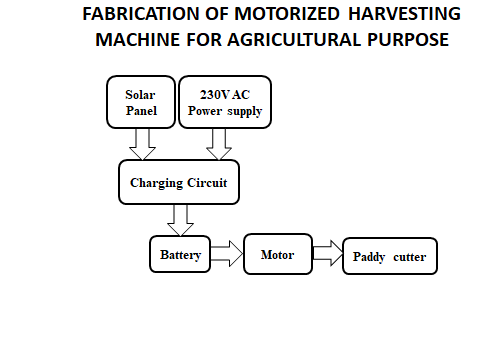 FABRICATION OF MOTORIZED HARVESTING
MACHINE FOR AGRICULTURAL PURPOSE
Solar
Panel
230V AC
Power supply
Charging Circuit
Battery
Motor
Paddy cutter